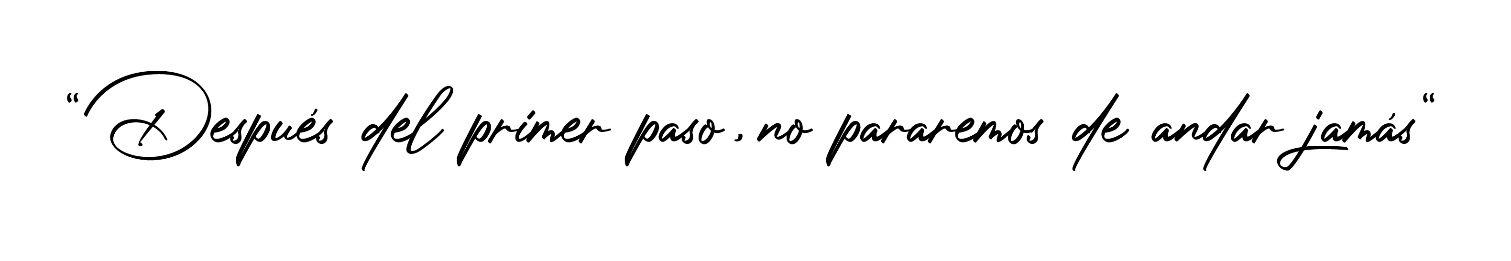 “Después del primer paso, no pararemos de andar jamás“